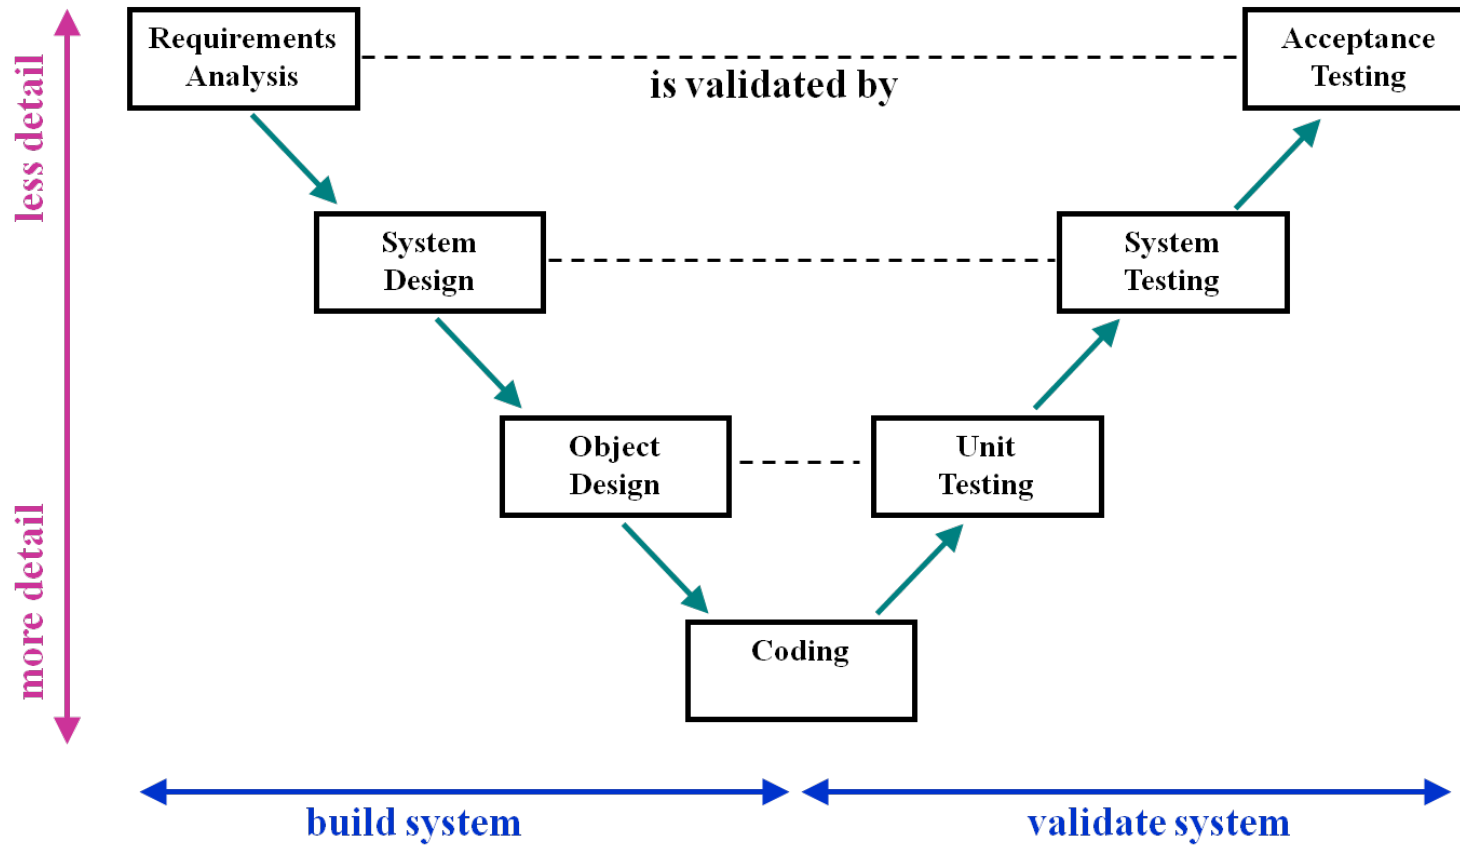 Requirements
Analysis
Acceptance
Testing
is validated by
less detail
System
Design
System
Testing
Object
Design
Unit
Testing
more detail
Coding
build system
validate system